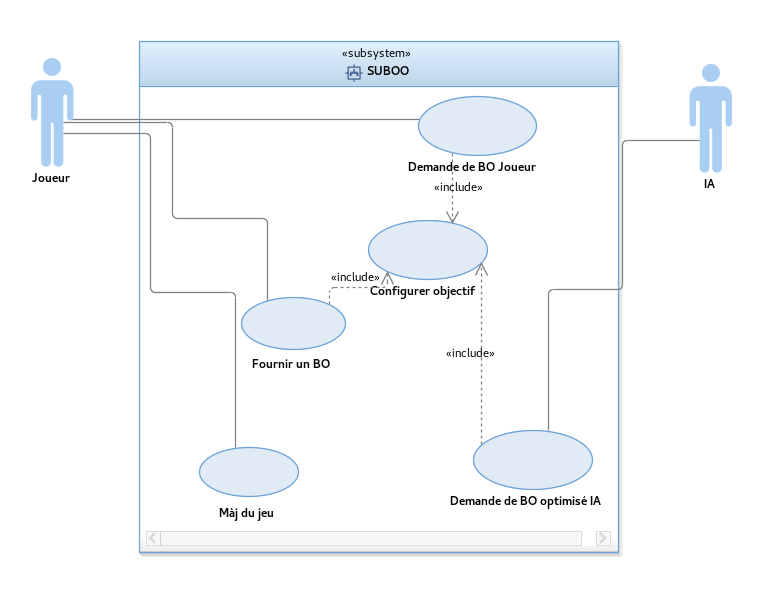 «subsystem»
SUBOO
Joueur
IA
Demande de BO Joueur
«include»
«include»
Configurer objectif
Fournir un BO
«include»
Demande de BO optimisé IA
Màj du jeu